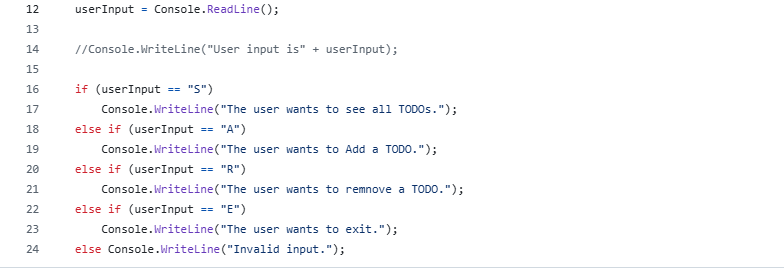 12 userInput = Console.ReadLine();
13
14 //Console.WriteLine("User input is" + userInput);
15
16 if (userInput == "S")
17 Console.WriteLine("The user wants to see all TODOs.");
18 else if (userInput == "A")
19 Console.WriteLine("The user wants to Add a TODO.");
20 else if (userInput == "R")
21 Console.WriteLine("The user wants to remnove a TODO.");
22 else if (userInput == "E")
23 Console.WriteLine("The user wants to exit.");
24 else Console.WriteLine("Invalid input.");